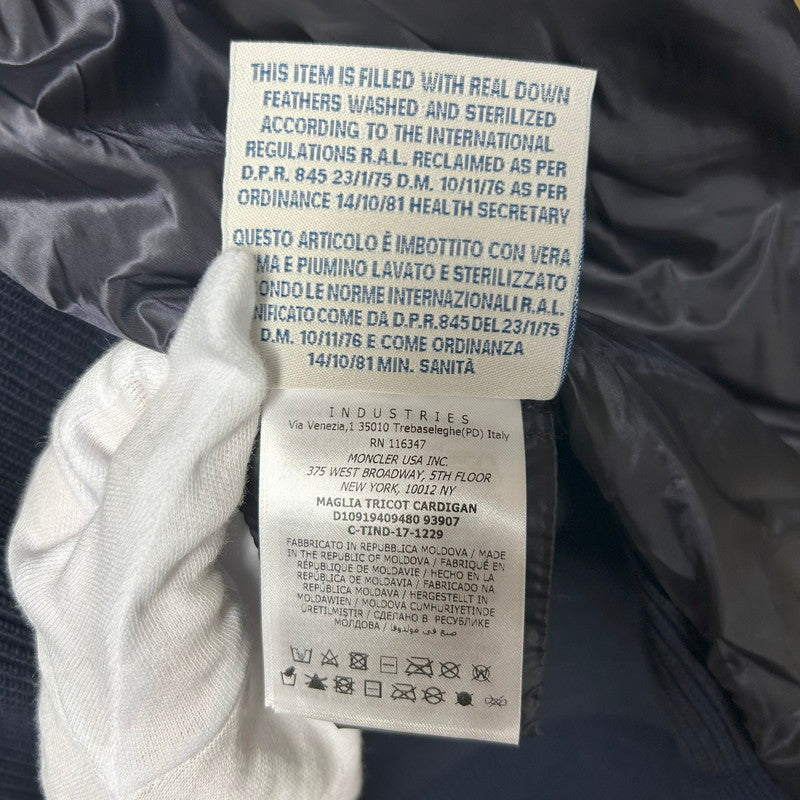 THIS ITEM IS FILLED WITH REAL DOWN
FEATHERS WASHED AND STERILIZED
ACCORDING TO THE INTERNATIONAL
REGULATIONS R.A.L. RECLAIMED AS PER
D.P.R. 845 23/1/75 D.M. 10/11/76 AS PER
ORDINANCE 14/10/81 HEALTH SECRETARY
QUESTO ARTICOLO È IMBOTTITO CON VERA
E PIUMINO LAVATO E STERILIZZATO
LE NORME INTERNAZIONALI R.A.L.
COME DA D.P.R. 845 DEL 23/1/75
D.M. 10/11/76 E COME ORDINANZA
14/10/81 MIN. SANITÀ
INDUSTRIES
Via Venezia,1 35010 Trebaseleghe(PD) Italy
RN 116347
MONCLER USA INC.
375 WEST BROADWAY, 5TH FLOOR
NEW YORK, 10012 NY
MAGLIA TRICOT CARDIGAN
D10919409480 93907
C-TIND-17-1229
FABBRICATO IN REPUBBLICA MOLDOVA / MADE
IN THE REPUBLIC OF MOLDOVA / FABRIQUÉ EN
RÉPUBLIQUE DE MOLDAVIE / HECHO EN LA
REPÚBLICA DE MOLDAVIA / FABRICADO NA
REPÚBLICA MOLDAVA / HERGESTELLT IN
MOLDAWIEN / MOLDOVA CUMHURIYETINDE
ÜRETILMISTIR / СДЕЛАНО В РЕСПУБЛИКЕ
МОЛДОВА / صنع في مولدوفا